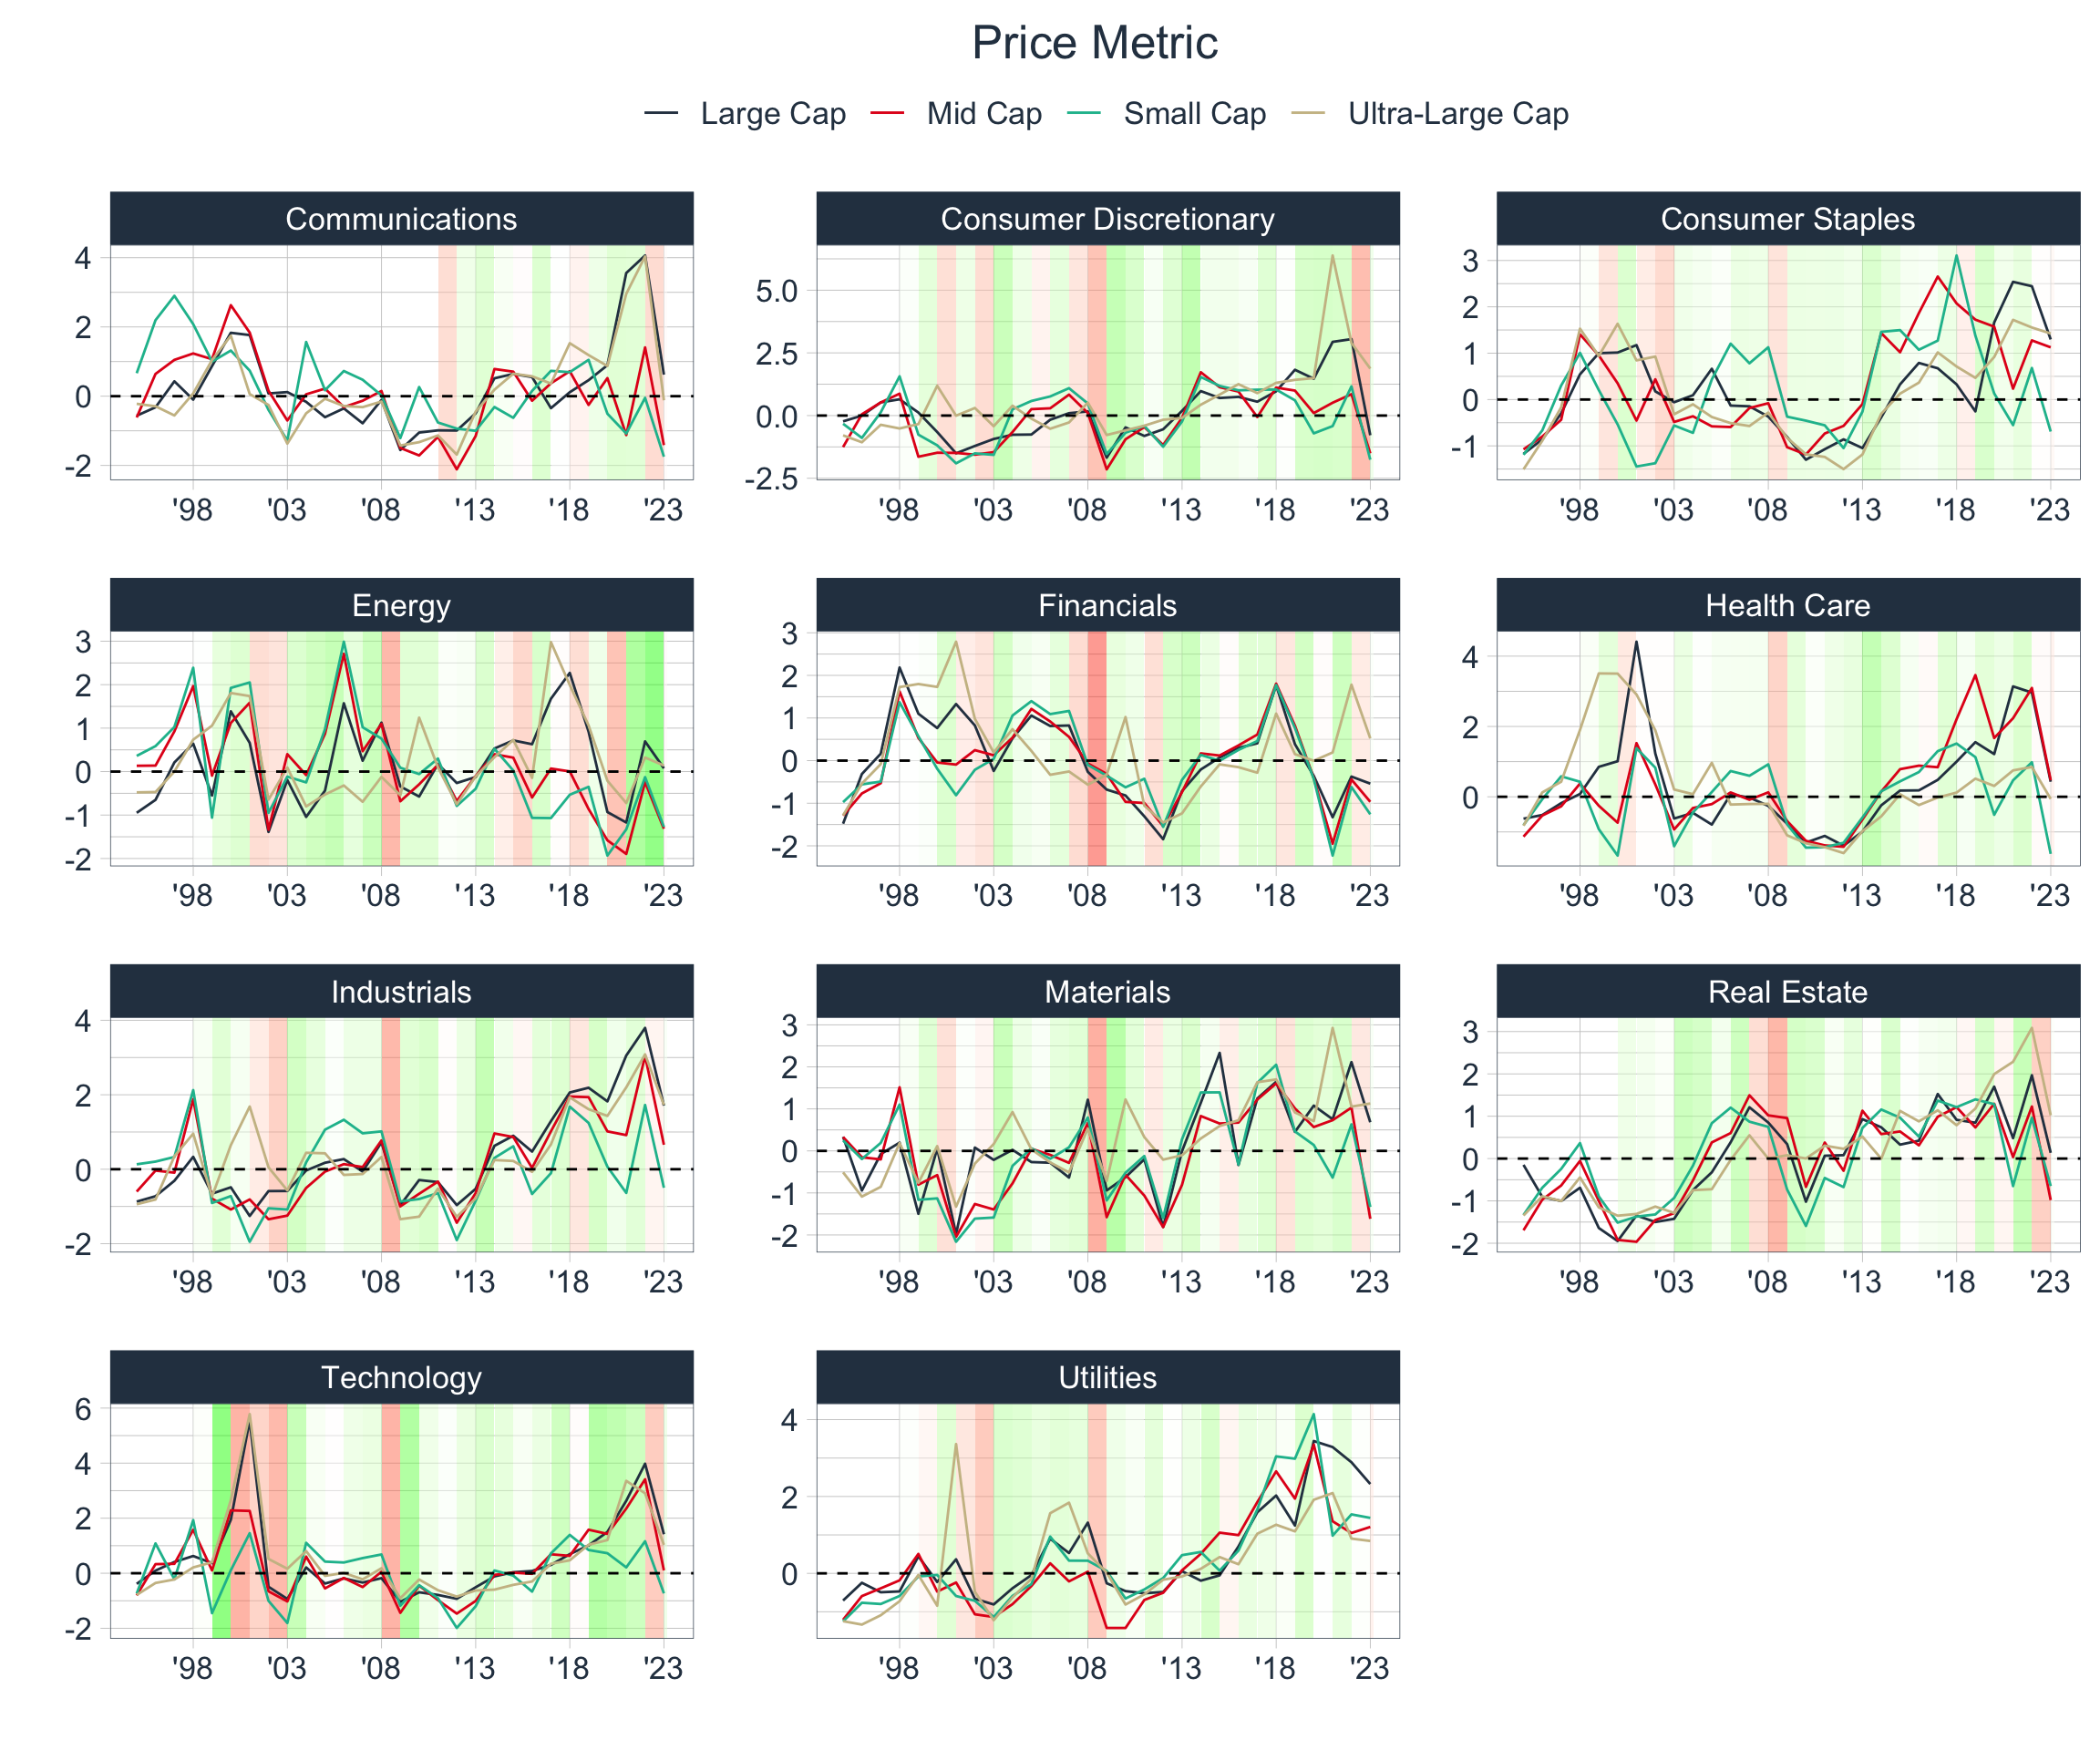 Price Metric
Large Cap Mid Cap Small Cap Ultra-Large Cap
Communications
4
2
0
-2
'98 '03 '08 '13 '18 '23
Consumer Discretionary
5.0
2.5
0.0
-2.5
'98 '03 '08 '13 '18 '23
Consumer Staples
3
2
1
0
-1
'98 '03 '08 '13 '18 '23
Energy
3
2
1
0
-1
-2
'98 '03 '08 '13 '18 '23
Financials
3
2
1
0
-1
-2
'98 '03 '08 '13 '18 '23
Health Care
4
2
0
'98 '03 '08 '13 '18 '23
Industrials
4
2
0
-2
'98 '03 '08 '13 '18 '23
Materials
3
2
1
0
-1
-2
'98 '03 '08 '13 '18 '23
Real Estate
3
2
1
0
-1
-2
'98 '03 '08 '13 '18 '23
Technology
6
4
2
0
-2
'98 '03 '08 '13 '18 '23
Utilities
4
2
0
'98 '03 '08 '13 '18 '23